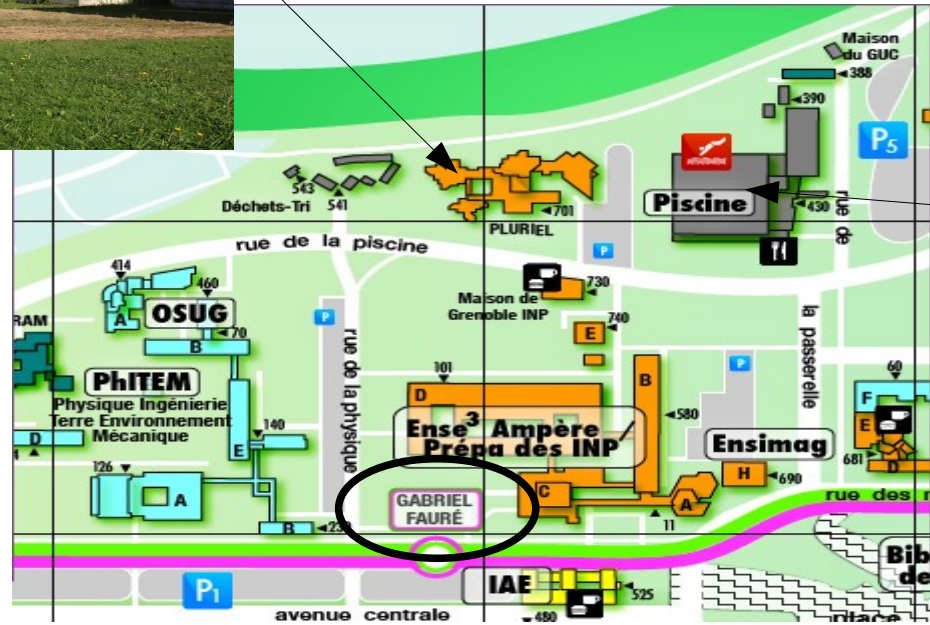 Maison
du GUC
388
390
P5
543
541
Déchets-Tri
701
PLURIEL
Piscine
430
rue de
rue de la piscine
P
414
460
A
OSUG
70
B
RAM
P
730
Maison de
Grenoble INP
740
E
la passerelle
PhITEM
Physique Ingénierie
Terre Environnement
Mécanique
D
140
E
126
A
B
rue de la physique
101
D
B
580
Ense3 Ampère /
Prépa des INP
C
A
11
P
Ensimag
H
690
60
F
E
681
D
rue des
GABRIEL
FAURÉ
P1
IAE
525
480
avenue centrale
Bib
de
place